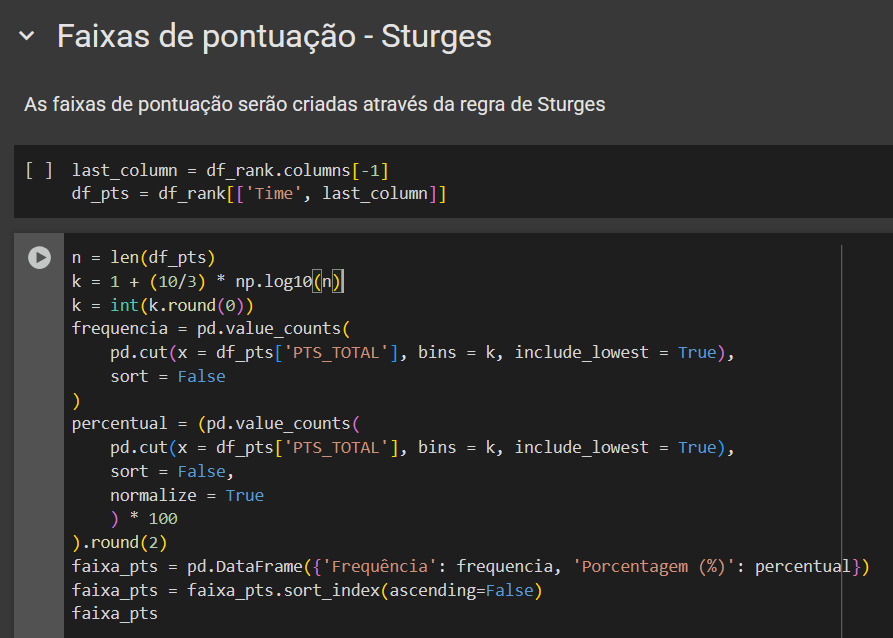 Faixas de pontuação - Sturges
As faixas de pontuação serão criadas através da regra de Sturges
[ ] last_column = df_rank.columns[-1]
df_pts = df_rank[['Time', last_column]]
n = len(df_pts)
k = 1 + (10/3) * np.log10(n)
k = int(k.round(0))
frequencia = pd.value_counts(
    pd.cut(x = df_pts['PTS_TOTAL'], bins = k, include_lowest = True),
    sort = False
)
percentual = (pd.value_counts(
    pd.cut(x = df_pts['PTS_TOTAL'], bins = k, include_lowest = True),
    sort = False,
    normalize = True
    ) * 100
).round(2)
faixa_pts = pd.DataFrame({'Frequência': frequencia, 'Porcentagem (%)': percentual})
faixa_pts = faixa_pts.sort_index(ascending=False)
faixa_pts